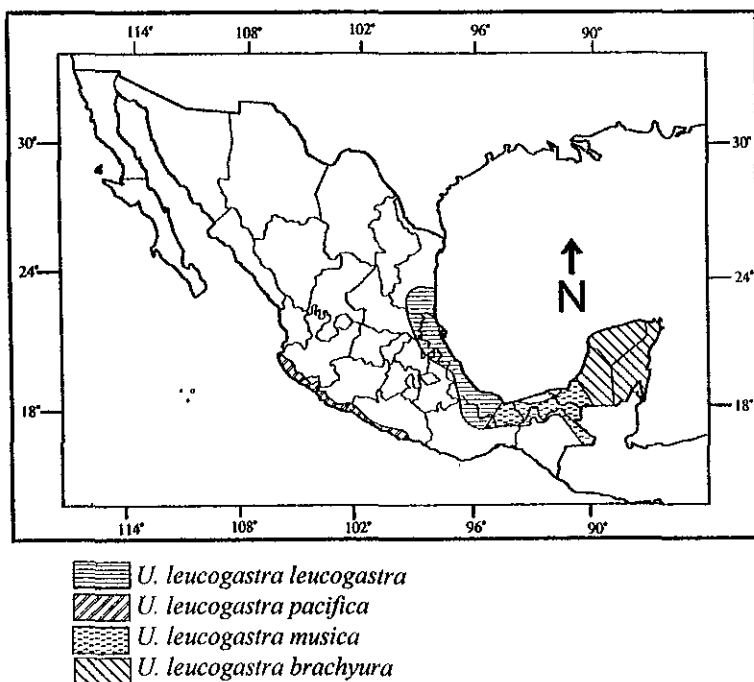 114° 108° 102° 96° 90°
30° 30°
24° 24°
N
18° 18°
114° 108° 102° 96° 90°
U. leucogastra leucogastra
U. leucogastra pacifica
U. leucogastra musica
U. leucogastra brachyura